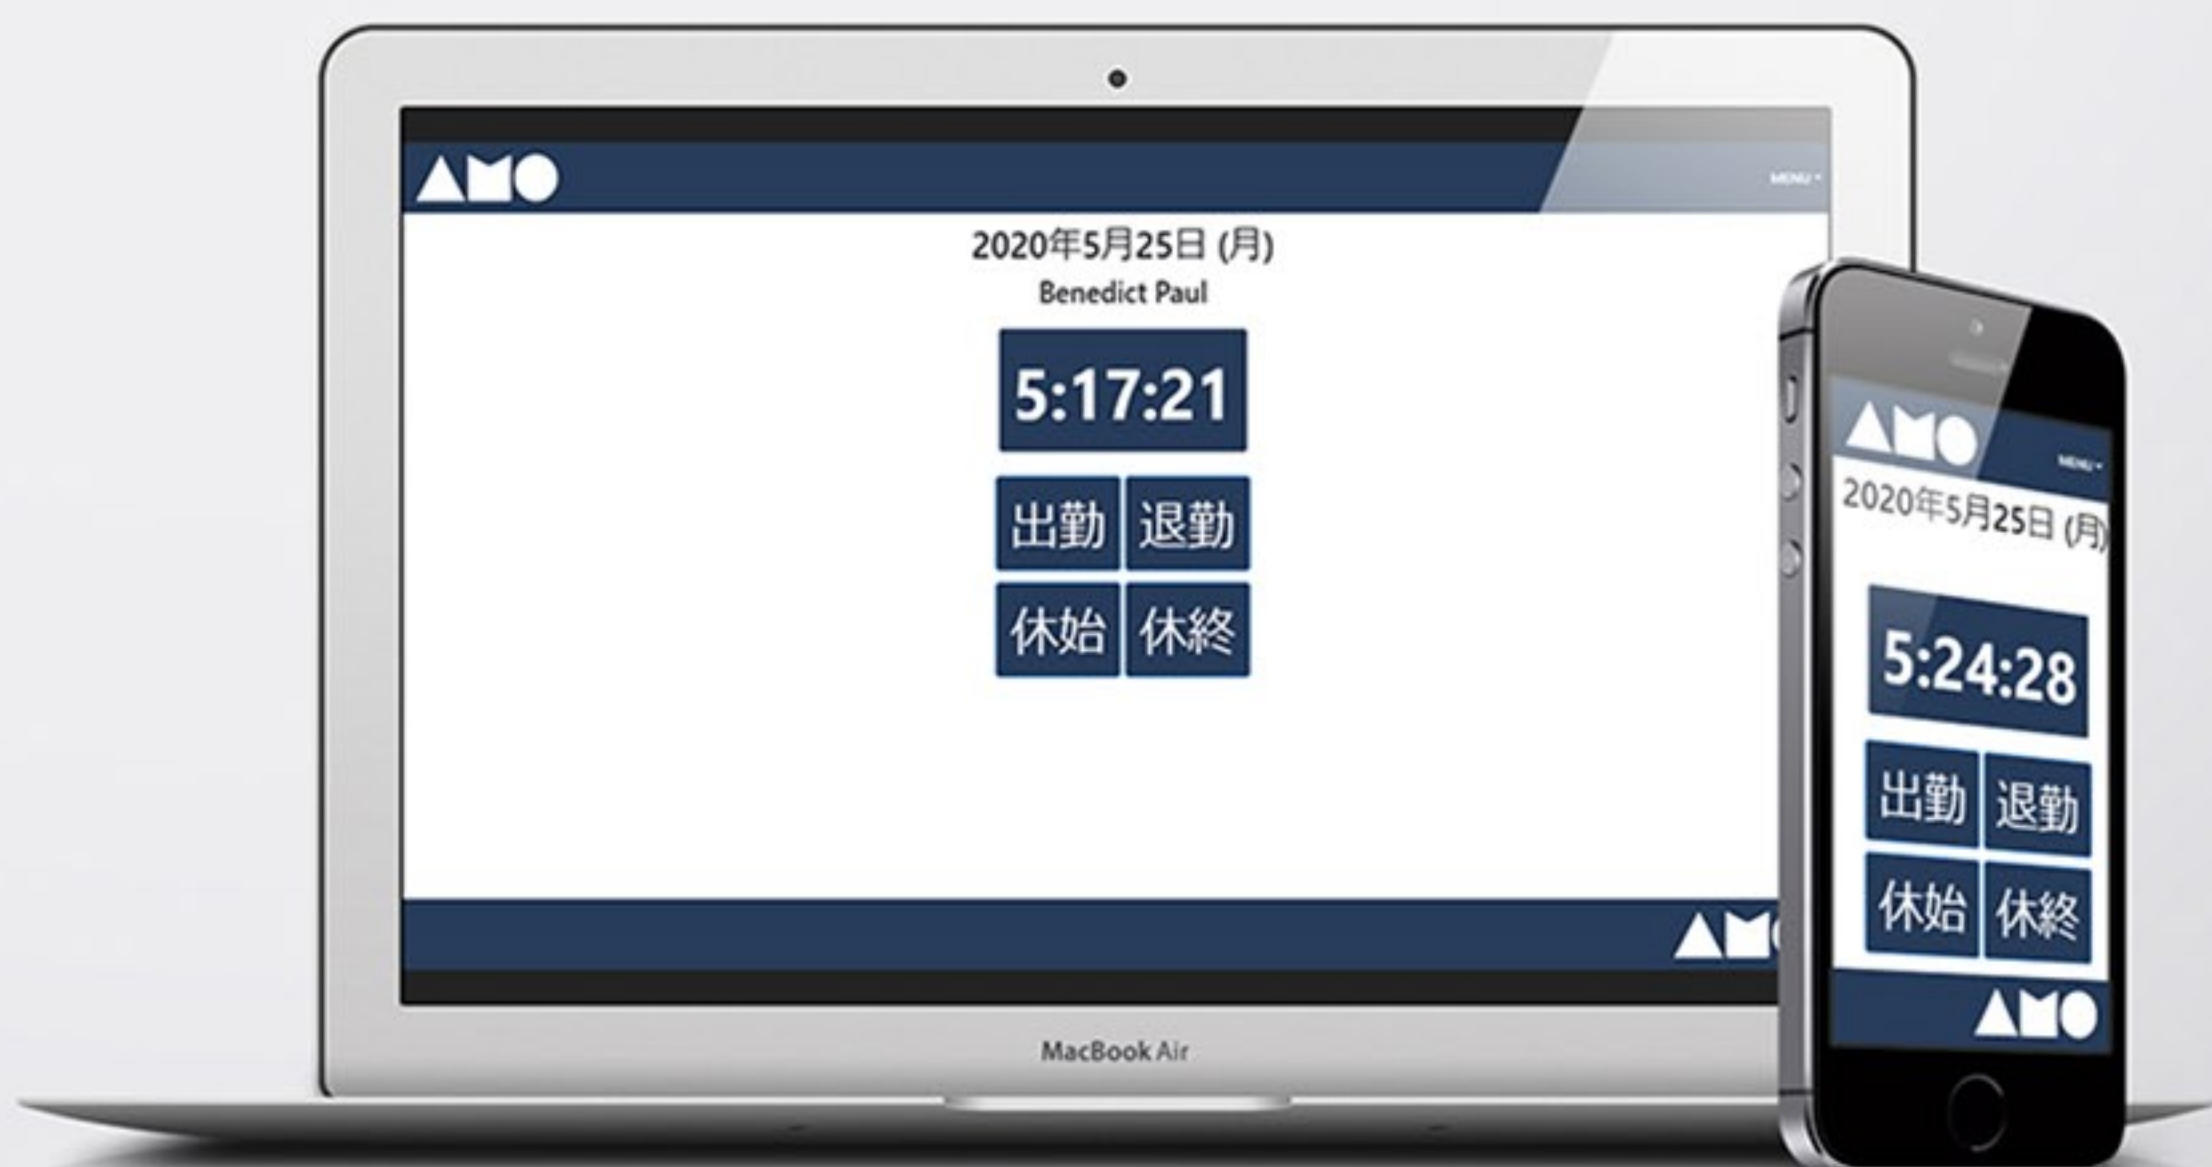 AMO
MENU
2020年5月25日 (月)
Benedict Paul
5:17:21
出勤 退勤
休始 休終
AM
MacBook Air
AMO
MENU
2020年5月25日 (月)
5:24:28
出勤 退勤
休始 休終
AMO